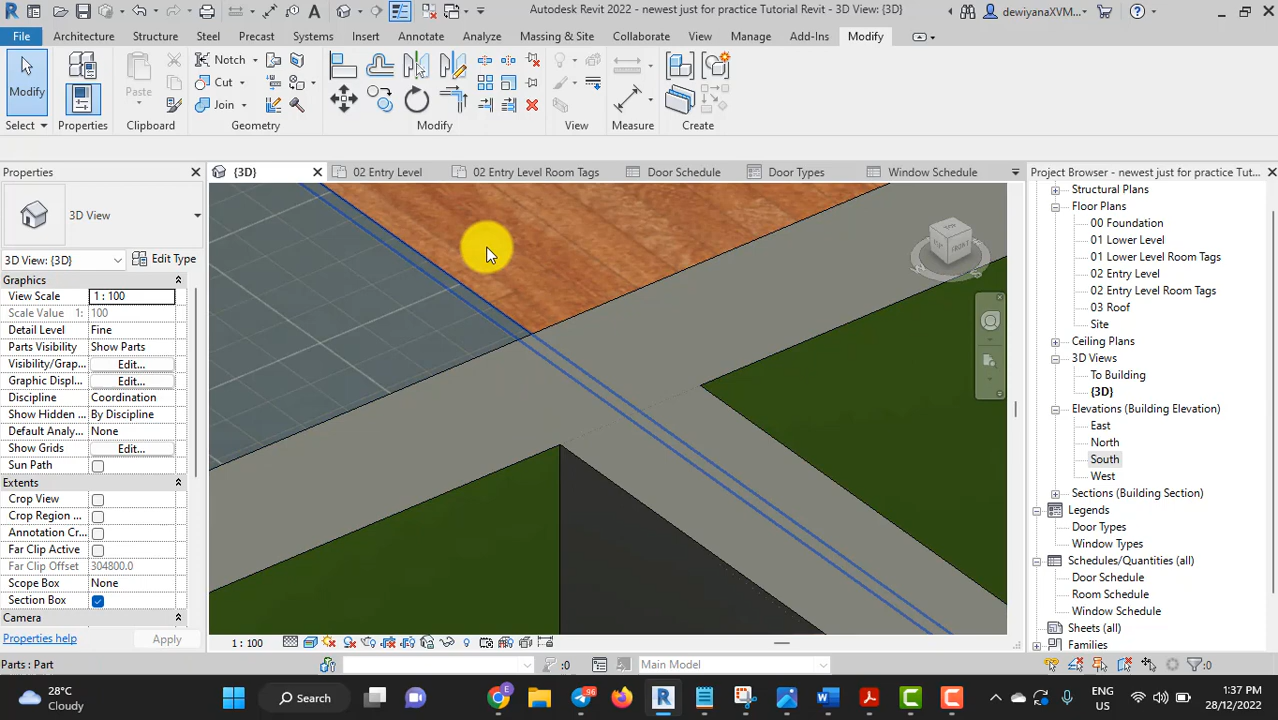 Autodesk Revit 2022 - newest just for practice Tutorial Revit - 3D View: {3D}
dewiyanaXVM...
File
Architecture
Structure
Steel
Precast
Systems
Insert
Annotate
Analyze
Massing & Site
Collaborate
View
Manage
Add-Ins
Modify
Modify
Properties
Paste
Notch
Cut
Join
Select
Properties
Clipboard
Geometry
Modify
View
Measure
Create
Properties
{3D}
02 Entry Level
02 Entry Level Room Tags
Door Schedule
Door Types
Window Schedule
Project Browser - newest just for practice Tu...
3D View
3D View: {3D}
Edit Type
Graphics
View Scale 1 : 100
Scale Value 1: 100
Detail Level Fine
Parts Visibility Show Parts
Visibility/Grap... Edit...
Graphic Displ... Edit...
Discipline Coordination
Show Hidden ... By Discipline
Default Analy... None
Show Grids Edit...
Sun Path
Extents
Crop View
Crop Region ...
Annotation Cr...
Far Clip Active
Far Clip Offset 304800.0
Scope Box None
Section Box
Camera
Properties help
Apply
Structural Plans
Floor Plans
00 Foundation
01 Lower Level
01 Lower Level Room Tags
02 Entry Level
02 Entry Level Room Tags
03 Roof
Site
Ceiling Plans
3D Views
To Building
{3D}
Elevations (Building Elevation)
East
North
South
West
Sections (Building Section)
Legends
Door Types
Window Types
Schedules/Quantities (all)
Door Schedule
Room Schedule
Window Schedule
Sheets (all)
Families
1 : 100
Parts : Part
:0
Main Model
:0
28°C
Cloudy
Search
96
ENG
US
1:37 PM
28/12/2022